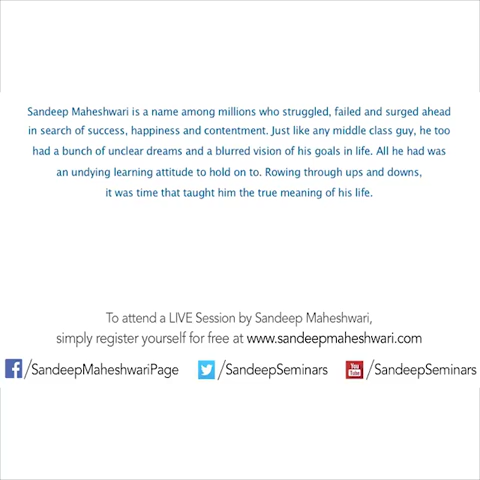 Sandeep Maheshwari is a name among millions who struggled, failed and surged ahead
in search of success, happiness and contentment. Just like any middle class guy, he too
had a bunch of unclear dreams and a blurred vision of his goals in life. All he had was
an undying learning attitude to hold on to. Rowing through ups and downs,
it was time that taught him the true meaning of his life.
To attend a LIVE Session by Sandeep Maheshwari,
simply register yourself for free at www.sandeepmaheshwari.com
f/SandeepMaheshwariPage /SandeepSeminars You Tube/SandeepSeminars